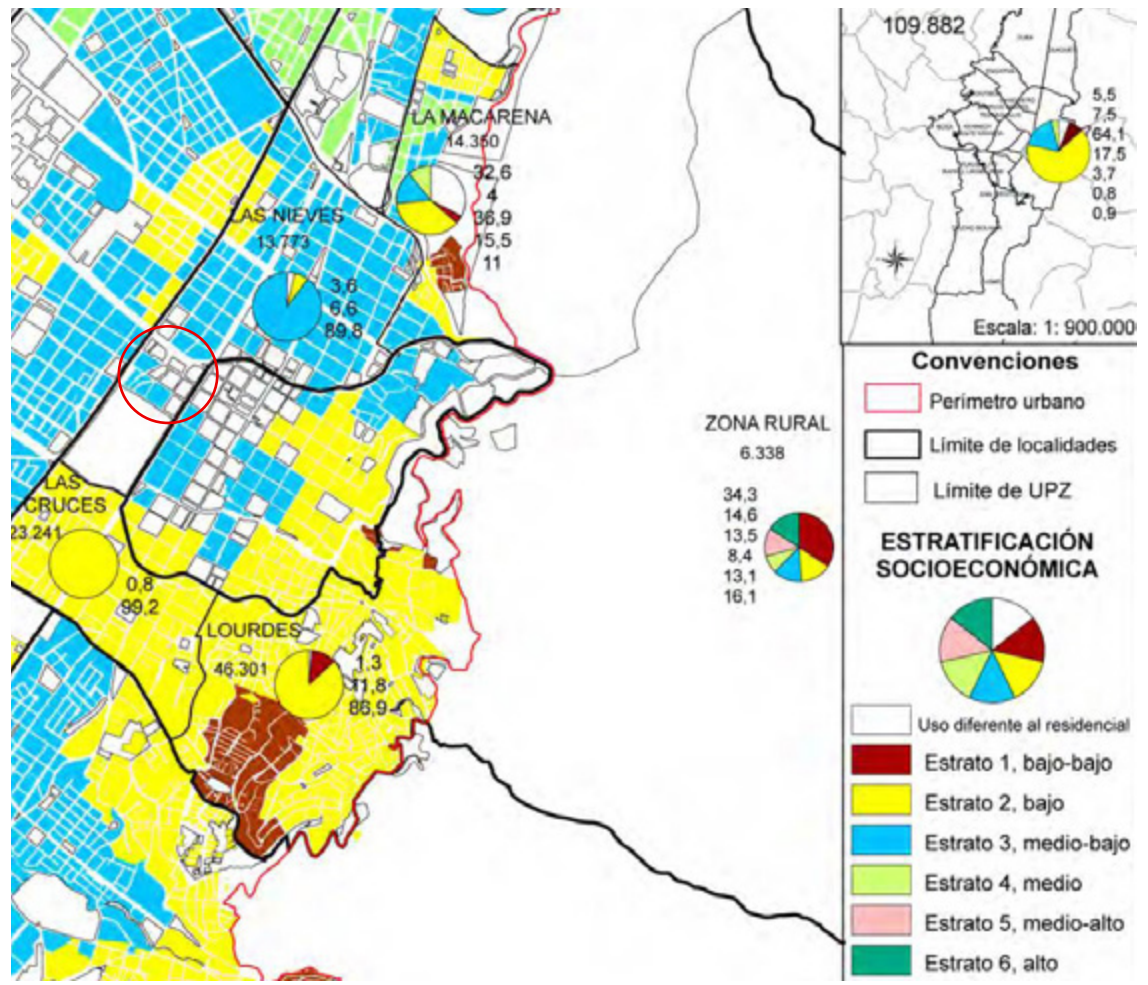 109.882
5,5
7,5
64,1
17,5
3,7
0,8
0,9
Escala: 1: 900.000
LA MACARENA
14.350
32,6
4
36,9
15,5
11
LAS NIEVES
13.773
3,6
6,6
89,8
ZONA RURAL
6.338
34,3
14,6
13,5
8,4
13,1
16,1
LAS
CRUCES
23.241
0,8
99,2
LOURDES
46.301
1,3
11,8
86,9
Convenciones
Perimetro urbano
Límite de localidades
Límite de UPZ
ESTRATIFICACIÓN
SOCIOECONÓMICA
Uso diferente al residencial
Estrato 1, bajo-bajo
Estrato 2, bajo
Estrato 3, medio-bajo
Estrato 4, medio
Estrato 5, medio-alto
Estrato 6, alto